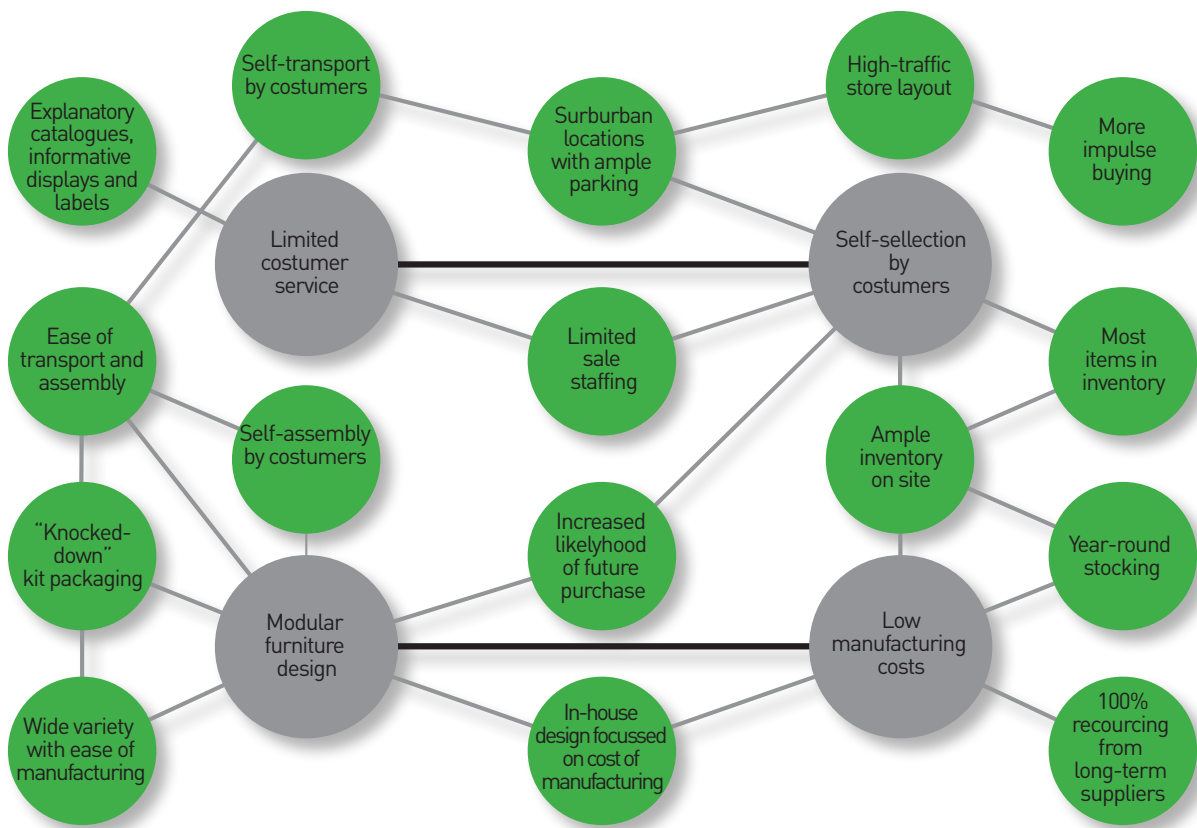 Self-transport
by costumers
High-traffic
store layout
Explanatory
catalogues,
informative
displays and
labels
Surburban
locations
with ample
parking
More
impulse
buying
Limited
costumer
service
Self-sellection
by
costumers
Ease of
transport and
assembly
Limited
sale
staffing
Most
items in
inventory
Self-assembly
by costumers
Ample
inventory
on site
“Knocked-
down”
kit packaging
Increased
likelyhood
of future
purchase
Year-round
stocking
Modular
furniture
design
Low
manufacturing
costs
Wide variety
with ease of
manufacturing
In-house
design focussed
on cost of
manufacturing
100%
recourcing
from
long-term
suppliers